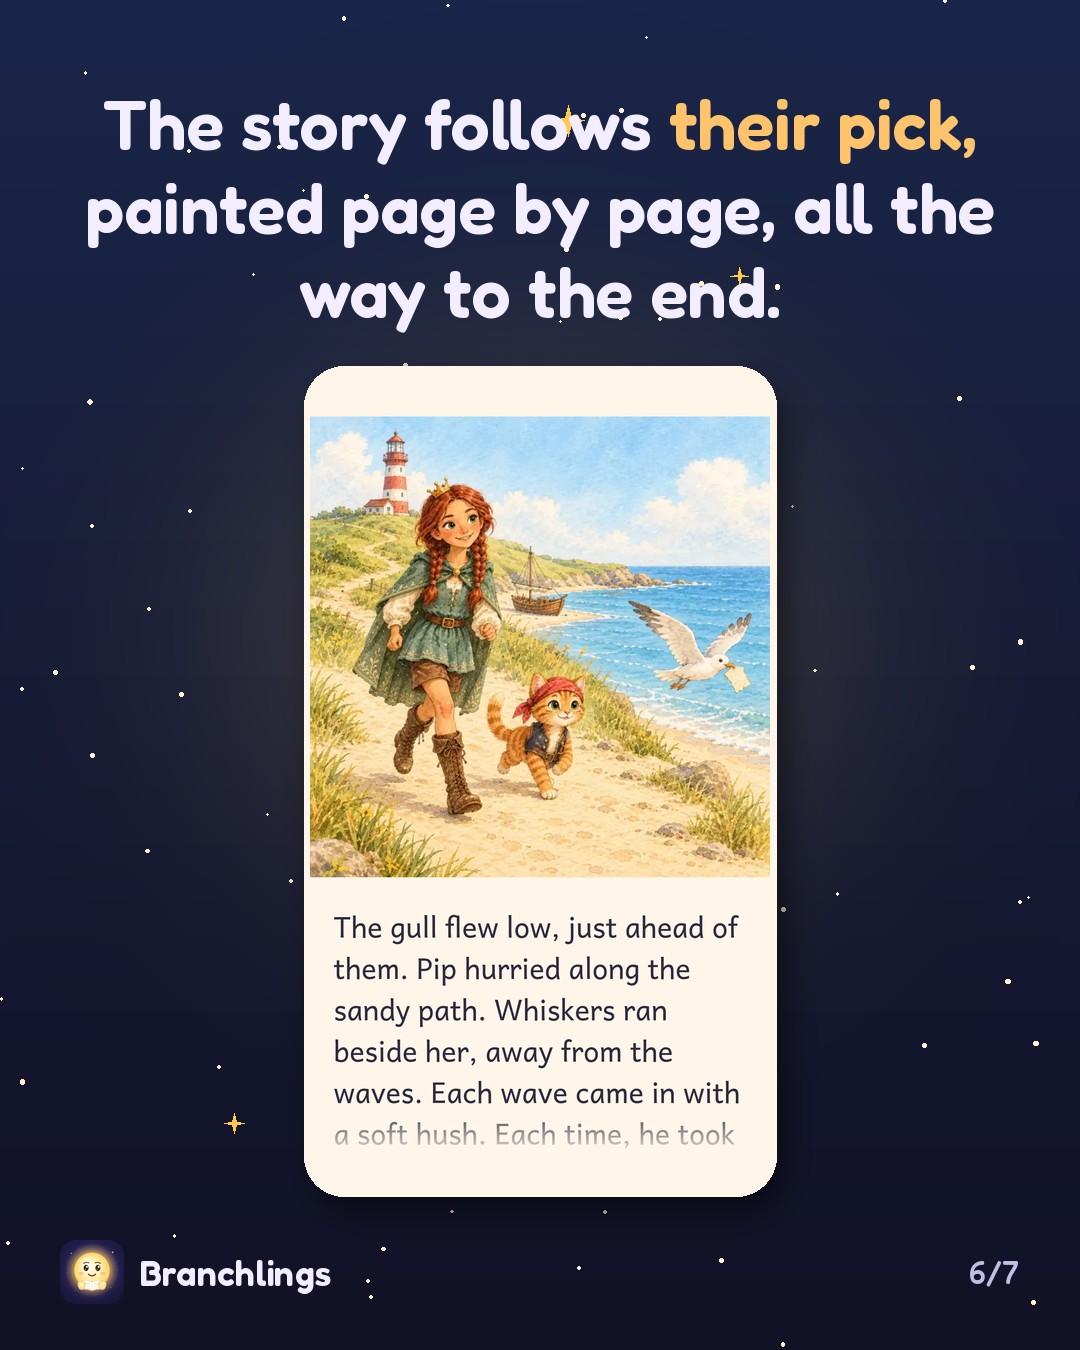 The story follows their pick,
painted page by page, all the
way to the end.
The gull flew low, just ahead of
them. Pip hurried along the
sandy path. Whiskers ran
beside her, away from the
waves. Each wave came in with
a soft hush. Each time, he took
Branchlings
6/7